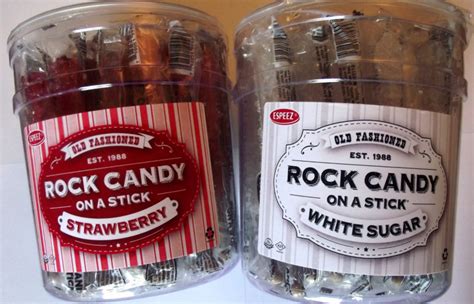 OLD FASHIONED
EST. 1988
ROCK CANDY
ON A STICK
STRAWBERRY
ESPEEZ
OLD FASHIONED
EST. 1988
ROCK CANDY
ON A STICK
WHITE SUGAR